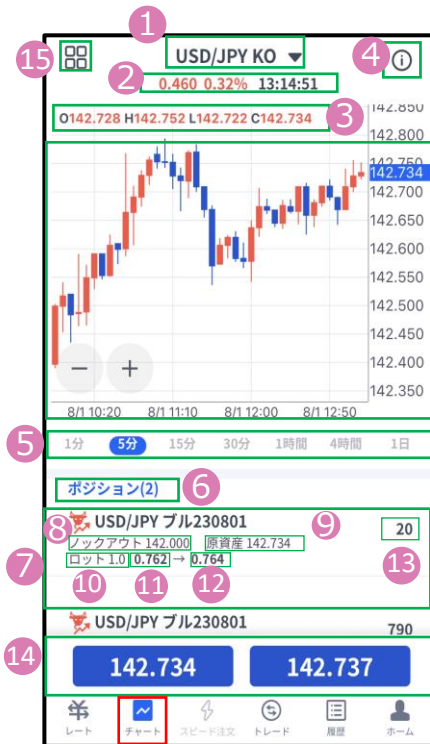 1
15
USD/JPY KO ▼
4
2
0.460 0.32% 13:14:51
O142.728 H142.752 L142.722 C142.734
3
142.850
142.800
142.750
142.734
142.700
142.650
142.600
142.550
142.500
142.450
142.400
142.350
− +
8/1 10:20 8/1 11:10 8/1 12:00 8/1 12:50
5
1分 5分 15分 30分 1時間 4時間 1日
ポジション(2)
6
8
USD/JPY ブル230801
9
20
ノックアウト 142.000 原資産 142.734
7
ロット 1.0 0.762 → 0.764
10 11 12 13
USD/JPY ブル230801
790
14
142.734 142.737
レート チャート スピード注文 トレード 履歴 ホーム